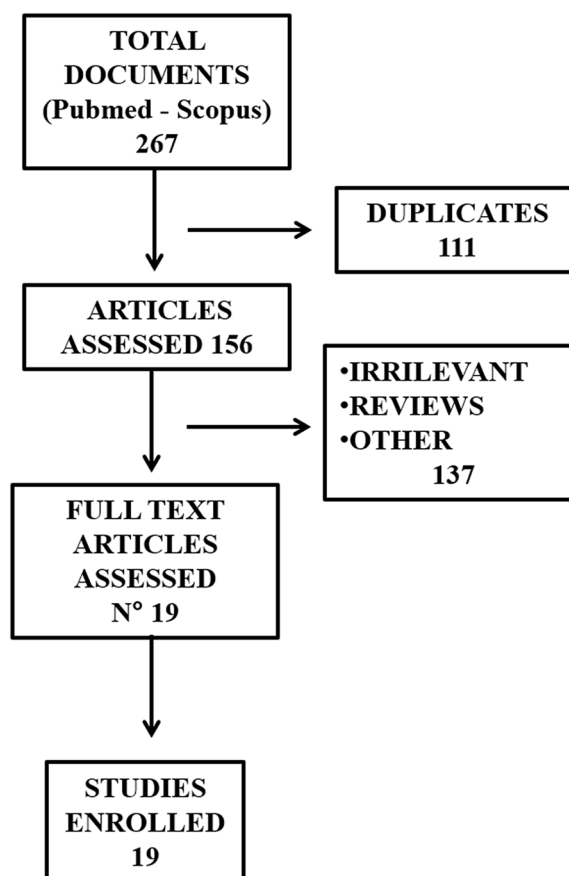 TOTAL
DOCUMENTS
(Pubmed - Scopus)
267
DUPLICATES
111
ARTICLES
ASSESSED 156
•IRRILEVANT
•REVIEWS
•OTHER
137
FULL TEXT
ARTICLES
ASSESSED
N° 19
STUDIES
ENROLLED
19